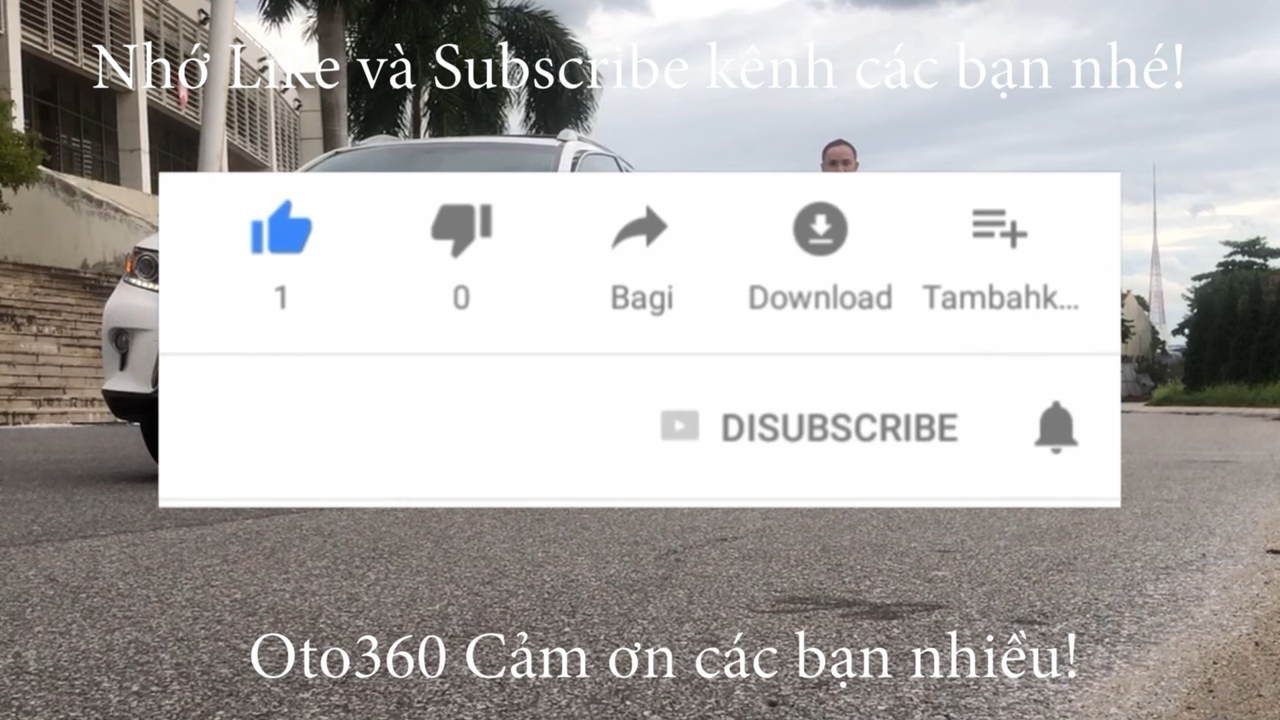 Nhớ Like và Subscribe kênh các bạn nhé!
1 0 Bagi Download Tambahk...
DISUBSCRIBE
Oto360 Cảm ơn các bạn nhiều!